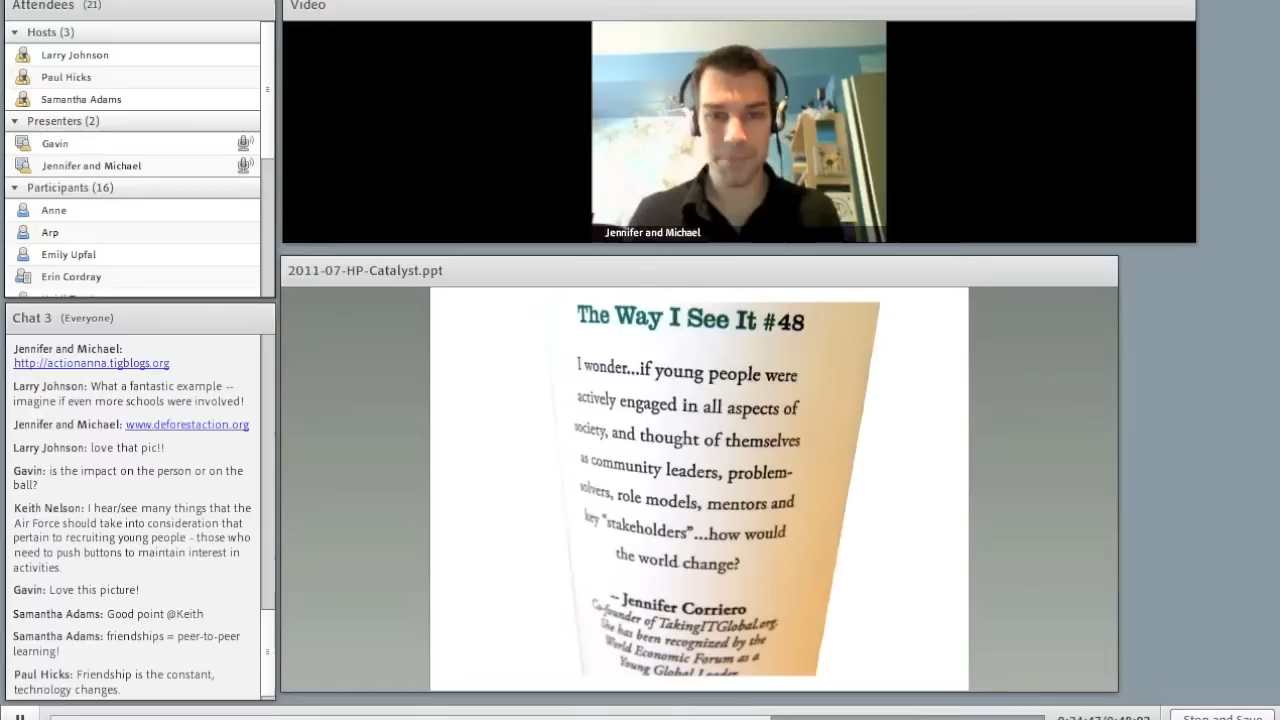 Attendees (21)
Hosts (3)
Larry Johnson
Paul Hicks
Samantha Adams
Presenters (2)
Gavin
Jennifer and Michael
Participants (16)
Anne
Arp
Emily Upfal
Erin Cordray
Chat 3 (Everyone)
Jennifer and Michael:
http://actionanna.tigblogs.org
Larry Johnson: What a fantastic example --
imagine if even more schools were involved!
Jennifer and Michael: www.deforestaction.org
Larry Johnson: love that pic!!
Gavin: is the impact on the person or on the
ball?
Keith Nelson: I hear/see many things that the
Air Force should take into consideration that
pertain to recruiting young people - those who
need to push buttons to maintain interest in
activities.
Gavin: Love this picture!
Samantha Adams: Good point @Keith
Samantha Adams: friendships = peer-to-peer
learning!
Paul Hicks: Friendship is the constant,
technology changes.
Video
Jennifer and Michael
2011-07-HP-Catalyst.ppt
The Way I See It #48
I wonder...if young people were
actively engaged in all aspects of
society, and thought of themselves
as community leaders, problem-
solvers, role models, mentors and
key "stakeholders"...how would
the world change?
– Jennifer Corriero
Co-founder of TakingITGlobal.org.
She has been recognized by the
World Economic Forum as a
Young Global Leader
Stop and Save